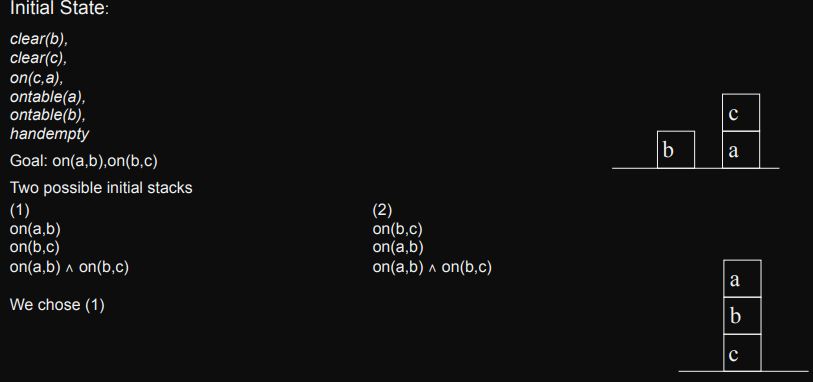 Initial State:
clear(b),
clear(c),
on(c,a),
ontable(a),
ontable(b),
handempty
Goal: on(a,b),on(b,c)
Two possible initial stacks
(1)
on(a,b)
on(b,c)
on(a,b) ∧ on(b,c)
(2)
on(b,c)
on(a,b)
on(a,b) ∧ on(b,c)
We chose (1)
c
b
a
a
b
c